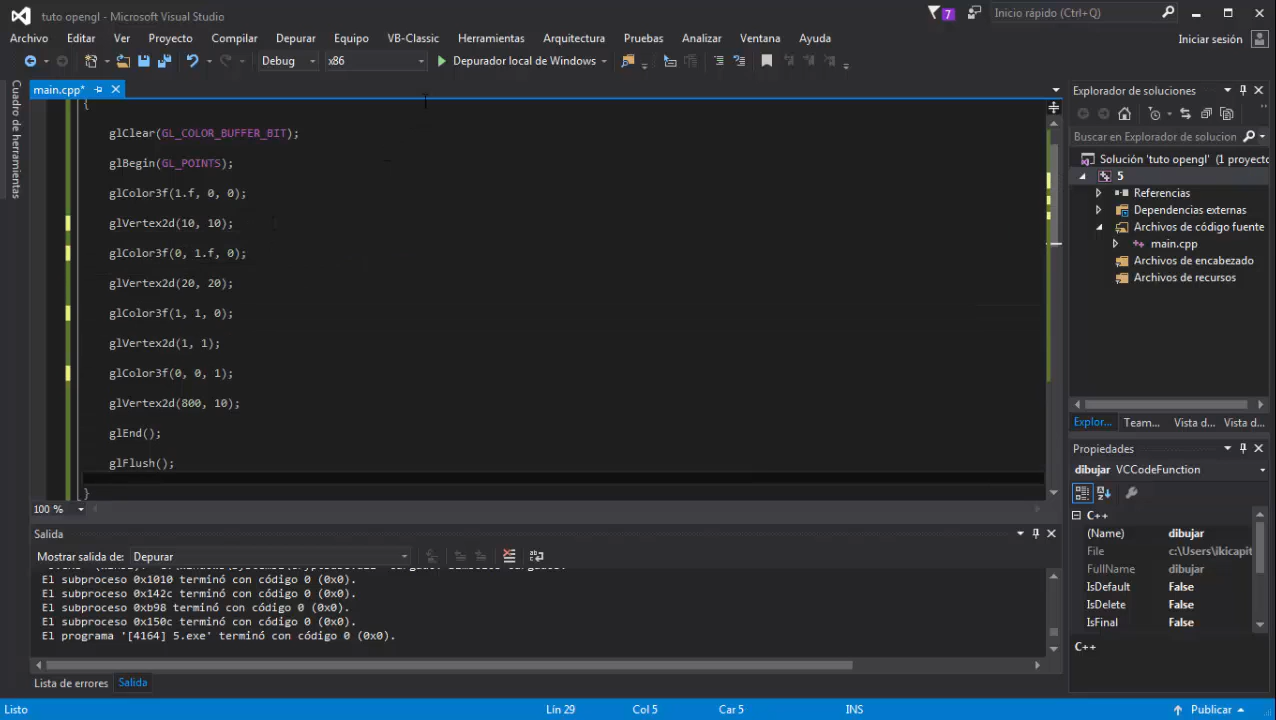 tuto opengl - Microsoft Visual Studio
7
Inicio rápido (Ctrl+Q)
Archivo Editar Ver Proyecto Compilar Depurar Equipo VB-Classic Herramientas Arquitectura Pruebas Analizar Ventana Ayuda
Iniciar sesión
Debug x86 Depurador local de Windows
Cuadro de herramientas
main.cpp*
{
glClear(GL_COLOR_BUFFER_BIT);
glBegin(GL_POINTS);
glColor3f(1.f, 0, 0);
glVertex2d(10, 10);
glColor3f(0, 1.f, 0);
glVertex2d(20, 20);
glColor3f(1, 1, 0);
glVertex2d(1, 1);
glColor3f(0, 0, 1);
glVertex2d(800, 10);
glEnd();
glFlush();
}
100 %
Salida
Mostrar salida de: Depurar
El subproceso 0x1010 terminó con código 0 (0x0).
El subproceso 0x142c terminó con código 0 (0x0).
El subproceso 0xb98 terminó con código 0 (0x0).
El subproceso 0x150c terminó con código 0 (0x0).
El programa '[4164] 5.exe' terminó con código 0 (0x0).
Lista de errores Salida
Explorador de soluciones
Buscar en Explorador de solucion
Solución 'tuto opengl' (1 proyecto
5
Referencias
Dependencias externas
Archivos de código fuente
main.cpp
Archivos de encabezado
Archivos de recursos
Explor... Team... Vista d... Vista d...
Propiedades
dibujar VCCodeFunction
C++
(Name) dibujar
File c:\Users\ikicapit
FullName dibujar
IsDefault False
IsDelete False
IsFinal False
C++
Listo Lín 29 Col 5 Car 5 INS Publicar